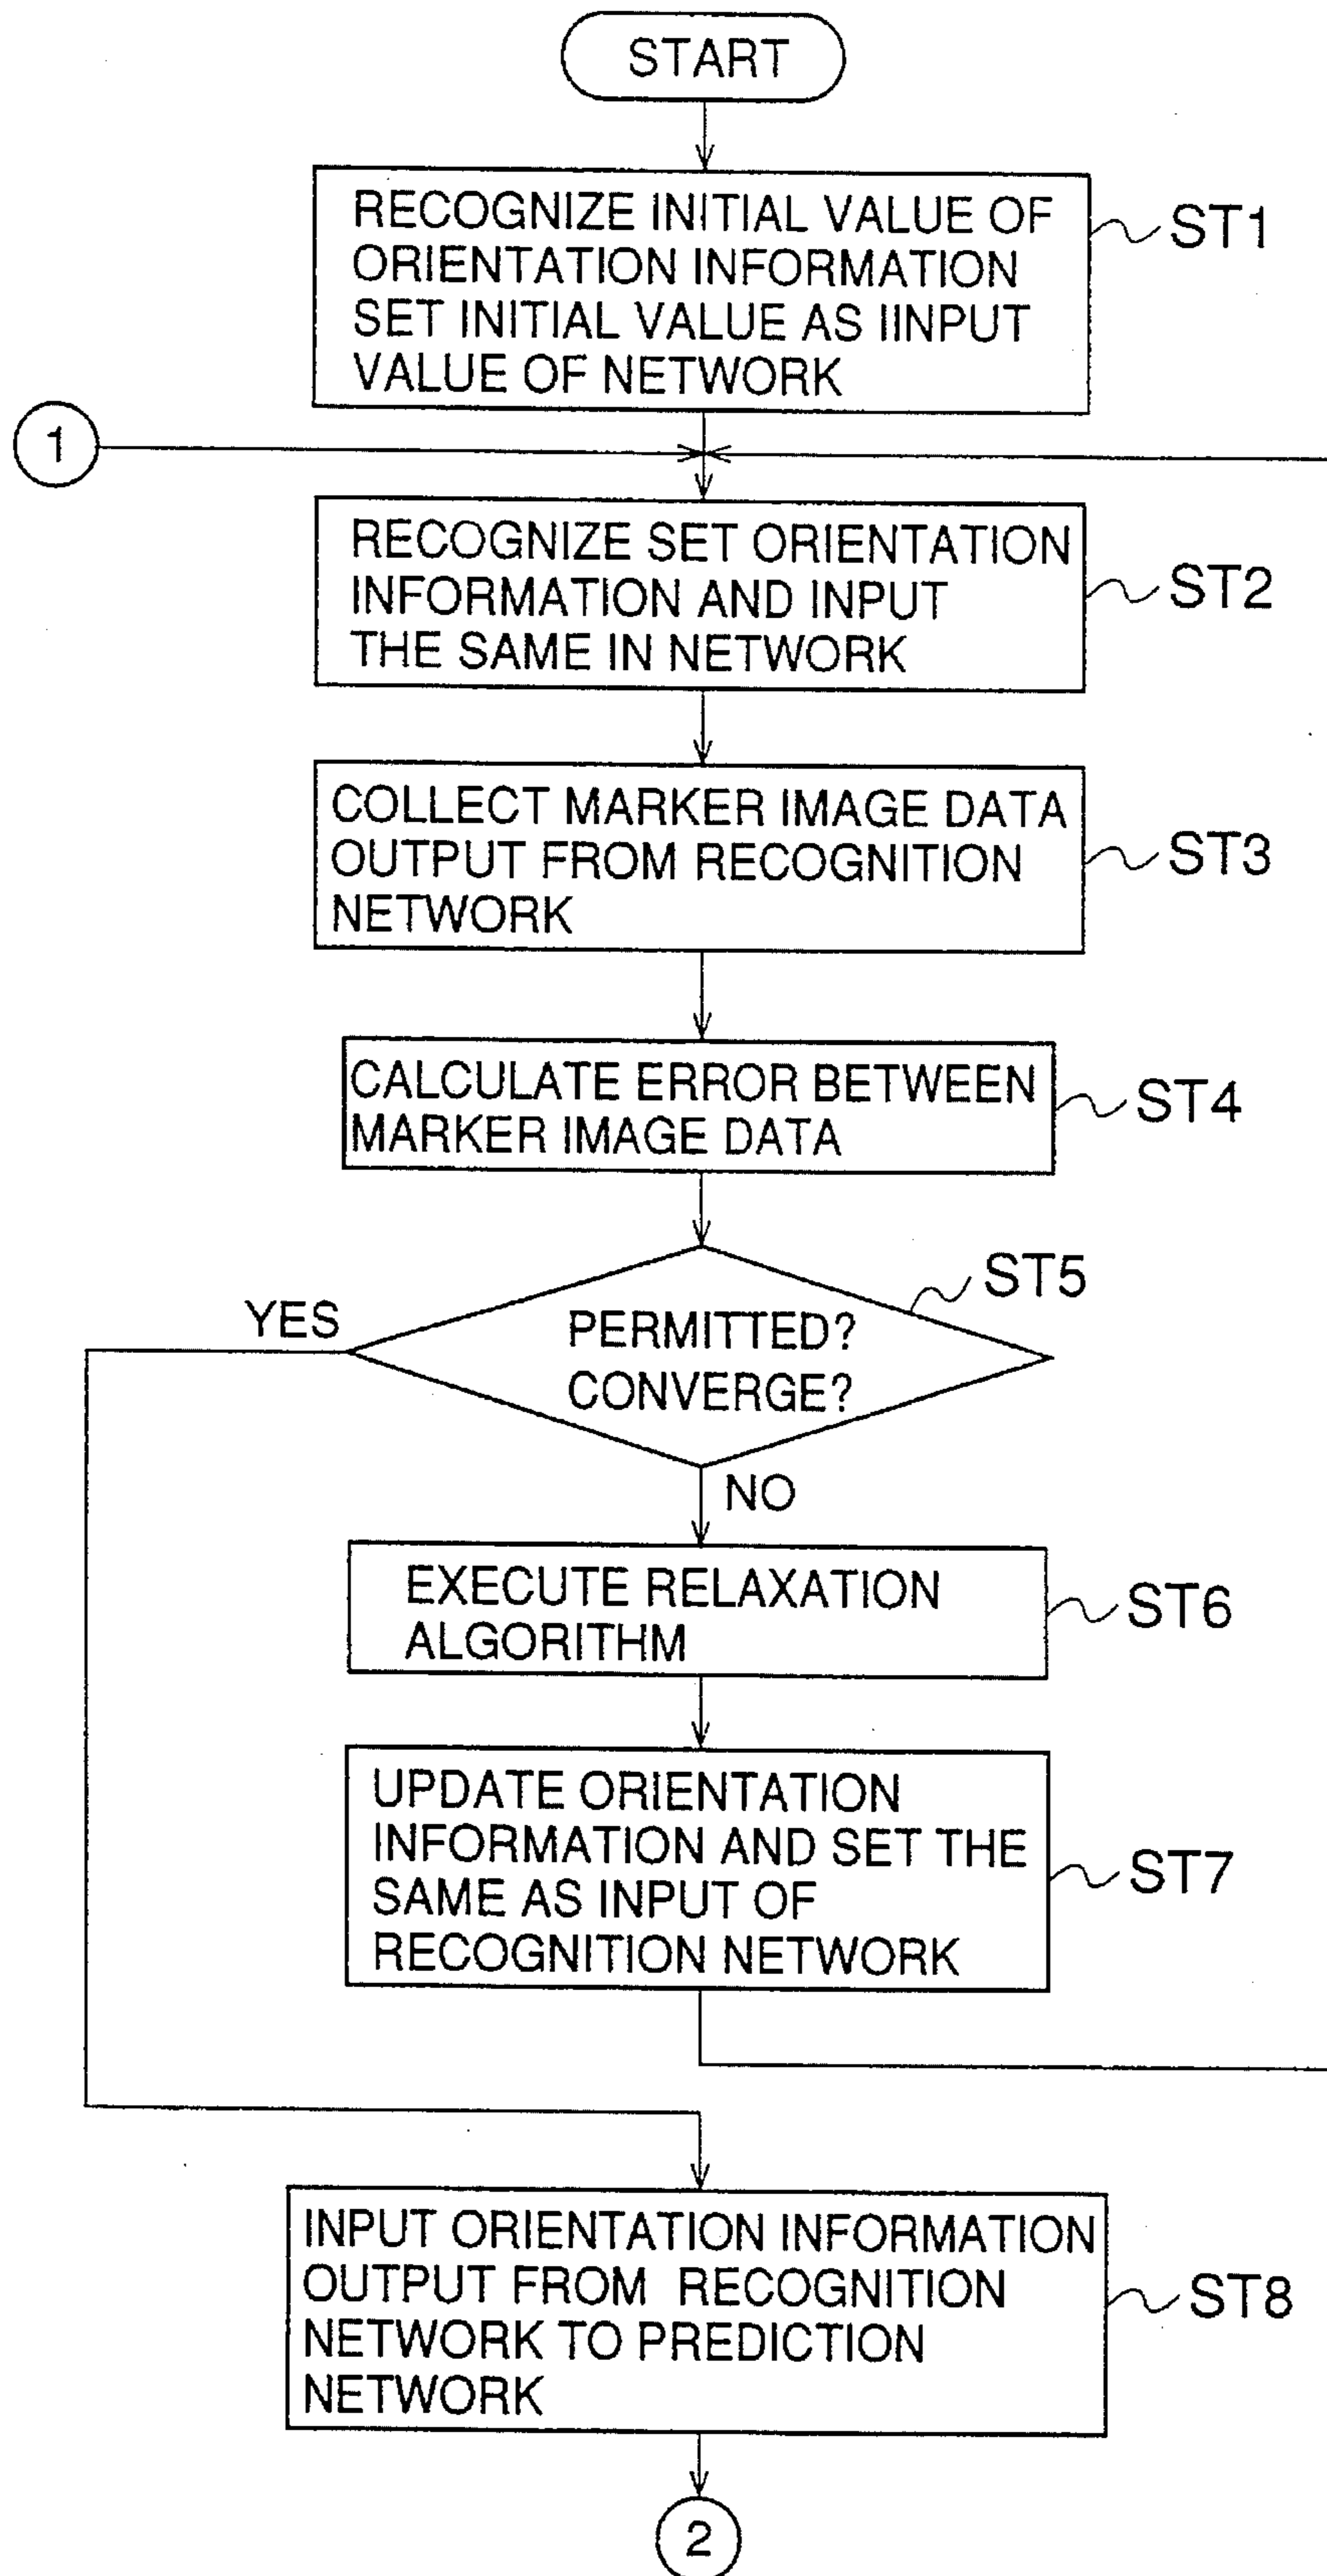 START
RECOGNIZE INITIAL VALUE OF
ORIENTATION INFORMATION
SET INITIAL VALUE AS IINPUT
VALUE OF NETWORK
ST1
1
RECOGNIZE SET ORIENTATION
INFORMATION AND INPUT
THE SAME IN NETWORK
ST2
COLLECT MARKER IMAGE DATA
OUTPUT FROM RECOGNITION
NETWORK
ST3
CALCULATE ERROR BETWEEN
MARKER IMAGE DATA
ST4
ST5
YES
PERMITTED?
CONVERGE?
NO
EXECUTE RELAXATION
ALGORITHM
ST6
UPDATE ORIENTATION
INFORMATION AND SET THE
SAME AS INPUT OF
RECOGNITION NETWORK
ST7
INPUT ORIENTATION INFORMATION
OUTPUT FROM RECOGNITION
NETWORK TO PREDICTION
NETWORK
ST8
2